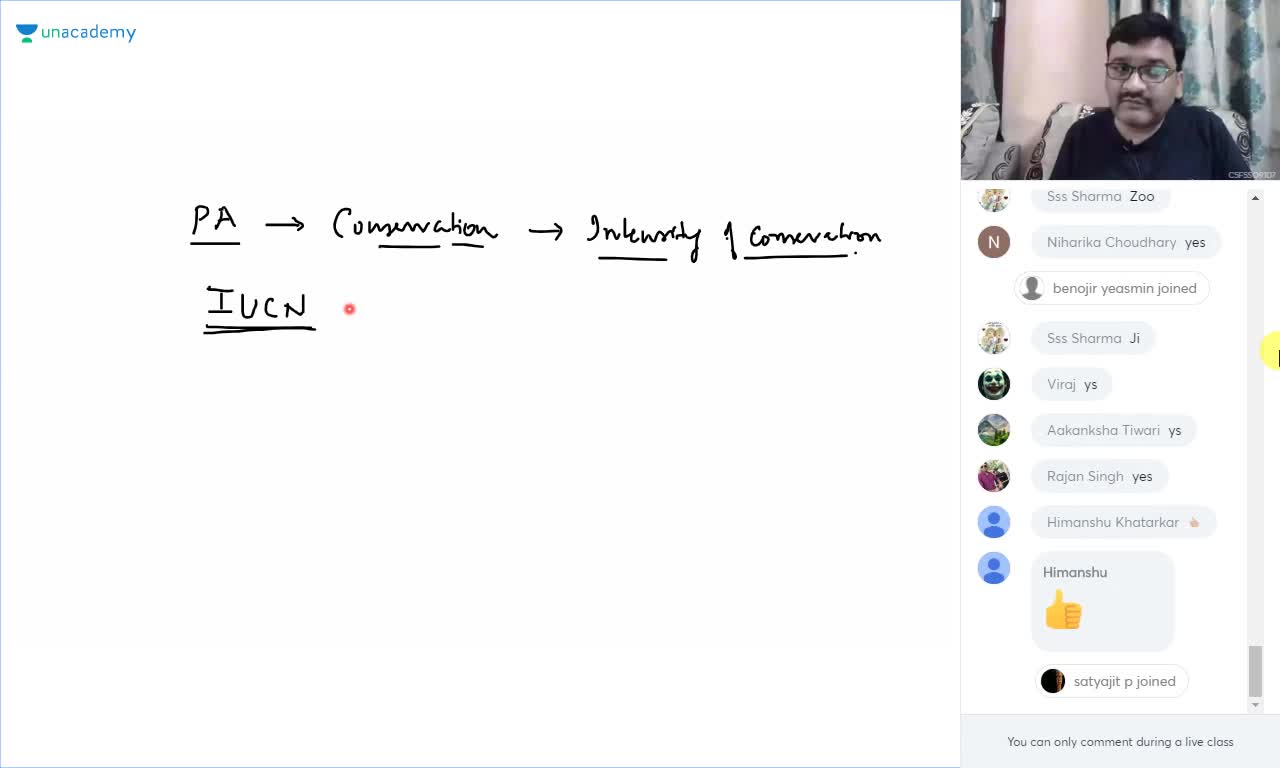 unacademy
PA → Conservation → Intensity of conservation.
IUCN
CSFSSO9107
Sss Sharma Zoo
N Niharika Choudhary yes
benojir yeasmin joined
Sss Sharma Ji
Viraj ys
Aakanksha Tiwari ys
Rajan Singh yes
Himanshu Khatarkar
Himanshu
satyajit p joined
You can only comment during a live class